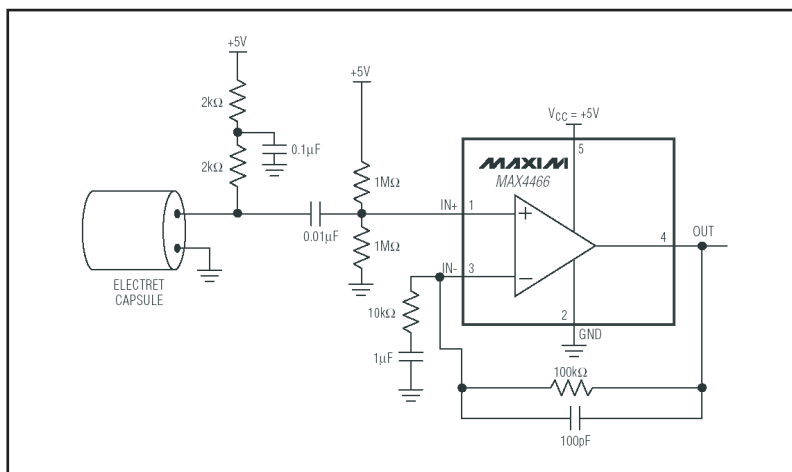 +5V
2kΩ
0.1µF
2kΩ
+5V
1MΩ
0.01µF
1MΩ
ELECTRET
CAPSULE
VCC = +5V
5
MAXIM
MAX4466
IN+
1
+
4
OUT
IN-
3
−
2
GND
10kΩ
1µF
100kΩ
100pF